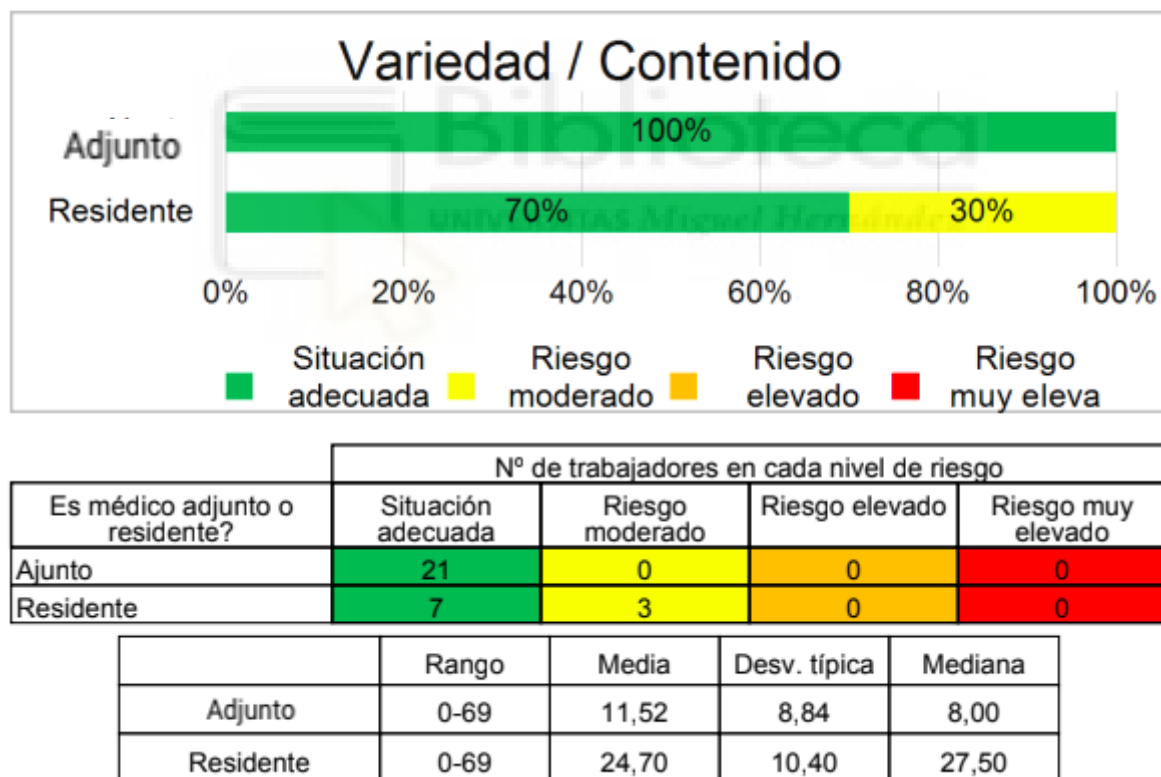 Variedad / Contenido
Biblioteca
UNIVERSITAS Miguel Hernández
Adjunto
100%
Residente
70% 30%
0% 20% 40% 60% 80% 100%
Situación Riesgo Riesgo Riesgo
adecuada moderado elevado muy eleva
Nº de trabajadores en cada nivel de riesgo
Es médico adjunto o Situación Riesgo Riesgo elevado Riesgo muy
residente? adecuada moderado elevado
Ajunto 21 0 0 0
Residente 7 3 0 0
Rango Media Desv. típica Mediana
Adjunto 0-69 11,52 8,84 8,00
Residente 0-69 24,70 10,40 27,50